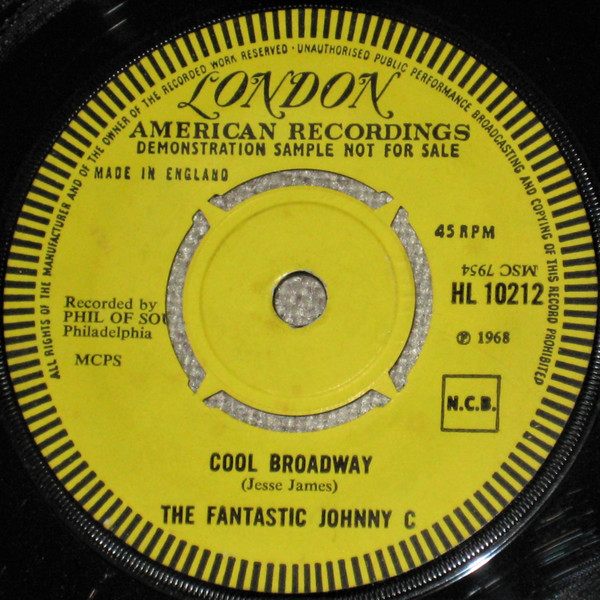 ALL RIGHTS OF THE MANUFACTURER AND OF THE OWNER OF THE RECORDED WORK RESERVED · UNAUTHORISED PUBLIC PERFORMANCE BROADCASTING AND COPYING OF THIS RECORD PROHIBITED
LONDON
AMERICAN RECORDINGS
DEMONSTRATION SAMPLE NOT FOR SALE
MADE IN ENGLAND
45 RPM
MSC 7954
HL 10212
Recorded by
PHIL OF SOU
Philadelphia
℗ 1968
MCPS
N.C.B.
COOL BROADWAY
(Jesse James)
THE FANTASTIC JOHNNY C